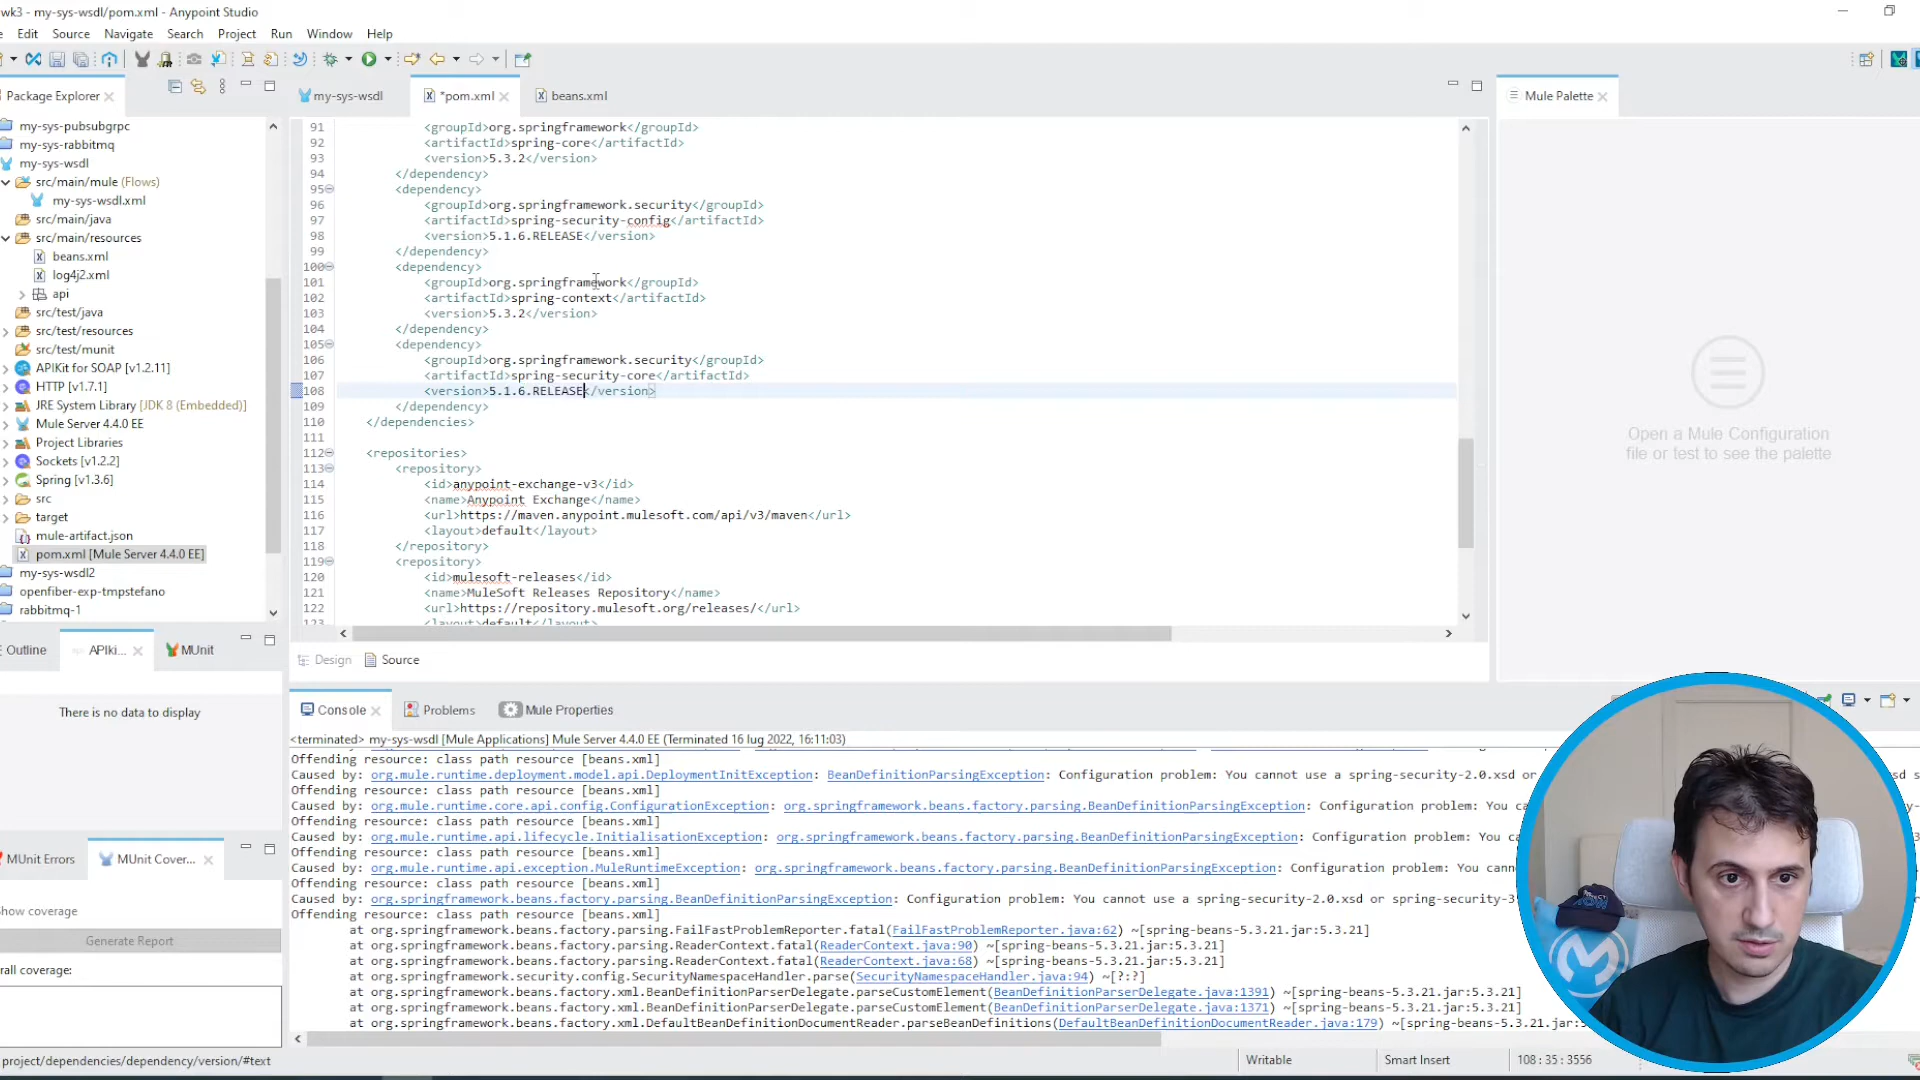 wk3 - my-sys-wsdl/pom.xml - Anypoint Studio
Edit Source Navigate Search Project Run Window Help
Package Explorer
my-sys-pubsubgrpc
my-sys-rabbitmq
my-sys-wsdl
src/main/mule (Flows)
my-sys-wsdl.xml
src/main/java
src/main/resources
beans.xml
log4j2.xml
api
src/test/java
src/test/resources
src/test/munit
APIKit for SOAP [v1.2.11]
HTTP [v1.7.1]
JRE System Library [JDK 8 (Embedded)]
Mule Server 4.4.0 EE
Project Libraries
Sockets [v1.2.2]
Spring [v1.3.6]
src
target
mule-artifact.json
pom.xml [Mule Server 4.4.0 EE]
my-sys-wsdl2
openfiber-exp-tmpstefano
rabbitmq-1
my-sys-wsdl *pom.xml beans.xml
91 <groupId>org.springframework</groupId>
92 <artifactId>spring-core</artifactId>
93 <version>5.3.2</version>
94 </dependency>
95 <dependency>
96 <groupId>org.springframework.security</groupId>
97 <artifactId>spring-security-config</artifactId>
98 <version>5.1.6.RELEASE</version>
99 </dependency>
100 <dependency>
101 <groupId>org.springframework</groupId>
102 <artifactId>spring-context</artifactId>
103 <version>5.3.2</version>
104 </dependency>
105 <dependency>
106 <groupId>org.springframework.security</groupId>
107 <artifactId>spring-security-core</artifactId>
108 <version>5.1.6.RELEASE</version>
109 </dependency>
110 </dependencies>
111
112 <repositories>
113 <repository>
114 <id>anypoint-exchange-v3</id>
115 <name>Anypoint Exchange</name>
116 <url>https://maven.anypoint.mulesoft.com/api/v3/maven</url>
117 <layout>default</layout>
118 </repository>
119 <repository>
120 <id>mulesoft-releases</id>
121 <name>MuleSoft Releases Repository</name>
122 <url>https://repository.mulesoft.org/releases/</url>
123 <layout>default</layout>
Design Source
Mule Palette
Open a Mule Configuration
file or test to see the palette
Outline APIki... MUnit
There is no data to display
MUnit Errors MUnit Cover...
how coverage
Generate Report
rall coverage:
Console Problems Mule Properties
<terminated> my-sys-wsdl [Mule Applications] Mule Server 4.4.0 EE (Terminated 16 lug 2022, 16:11:03)
Offending resource: class path resource [beans.xml]
Caused by: org.mule.runtime.deployment.model.api.DeploymentInitException: BeanDefinitionParsingException: Configuration problem: You cannot use a spring-security-2.0.xsd or
Offending resource: class path resource [beans.xml]
Caused by: org.mule.runtime.core.api.config.ConfigurationException: org.springframework.beans.factory.parsing.BeanDefinitionParsingException: Configuration problem: You ca
Offending resource: class path resource [beans.xml]
Caused by: org.mule.runtime.api.lifecycle.InitialisationException: org.springframework.beans.factory.parsing.BeanDefinitionParsingException: Configuration problem: You can
Offending resource: class path resource [beans.xml]
Caused by: org.mule.runtime.api.exception.MuleRuntimeException: org.springframework.beans.factory.parsing.BeanDefinitionParsingException: Configuration problem: You cann
Offending resource: class path resource [beans.xml]
Caused by: org.springframework.beans.factory.parsing.BeanDefinitionParsingException: Configuration problem: You cannot use a spring-security-2.0.xsd or spring-security-3
Offending resource: class path resource [beans.xml]
at org.springframework.beans.factory.parsing.FailFastProblemReporter.fatal(FailFastProblemReporter.java:62) ~[spring-beans-5.3.21.jar:5.3.21]
at org.springframework.beans.factory.parsing.ReaderContext.fatal(ReaderContext.java:90) ~[spring-beans-5.3.21.jar:5.3.21]
at org.springframework.beans.factory.parsing.ReaderContext.fatal(ReaderContext.java:68) ~[spring-beans-5.3.21.jar:5.3.21]
at org.springframework.security.config.SecurityNamespaceHandler.parse(SecurityNamespaceHandler.java:94) ~[?:?]
at org.springframework.beans.factory.xml.BeanDefinitionParserDelegate.parseCustomElement(BeanDefinitionParserDelegate.java:1391) ~[spring-beans-5.3.21.jar:5.3.21]
at org.springframework.beans.factory.xml.BeanDefinitionParserDelegate.parseCustomElement(BeanDefinitionParserDelegate.java:1371) ~[spring-beans-5.3.21.jar:5.3.21]
at org.springframework.beans.factory.xml.DefaultBeanDefinitionDocumentReader.parseBeanDefinitions(DefaultBeanDefinitionDocumentReader.java:179) ~[spring-beans-5.3.21.jar:5
project/dependencies/dependency/version/#text
Writable Smart Insert 108 : 35 : 3556